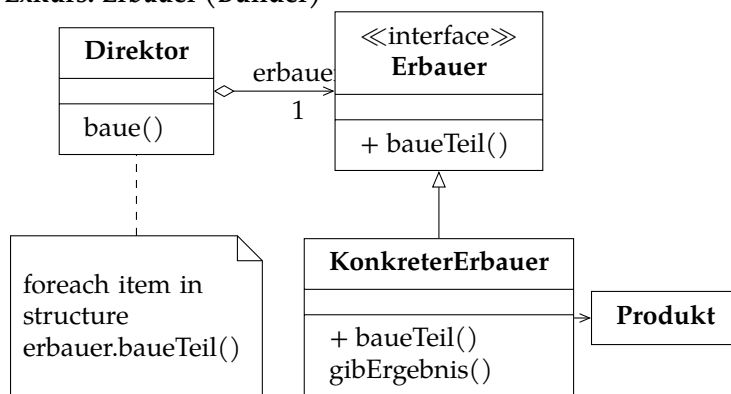 Exkurs: Erbauer (Builder)
Direktor
baue()
erbauer
1
≪interface≫
Erbauer
+ baueTeil()
foreach item in
structure
erbauer.baueTeil()
KonkreterErbauer
+ baueTeil()
gibErgebnis()
Produkt